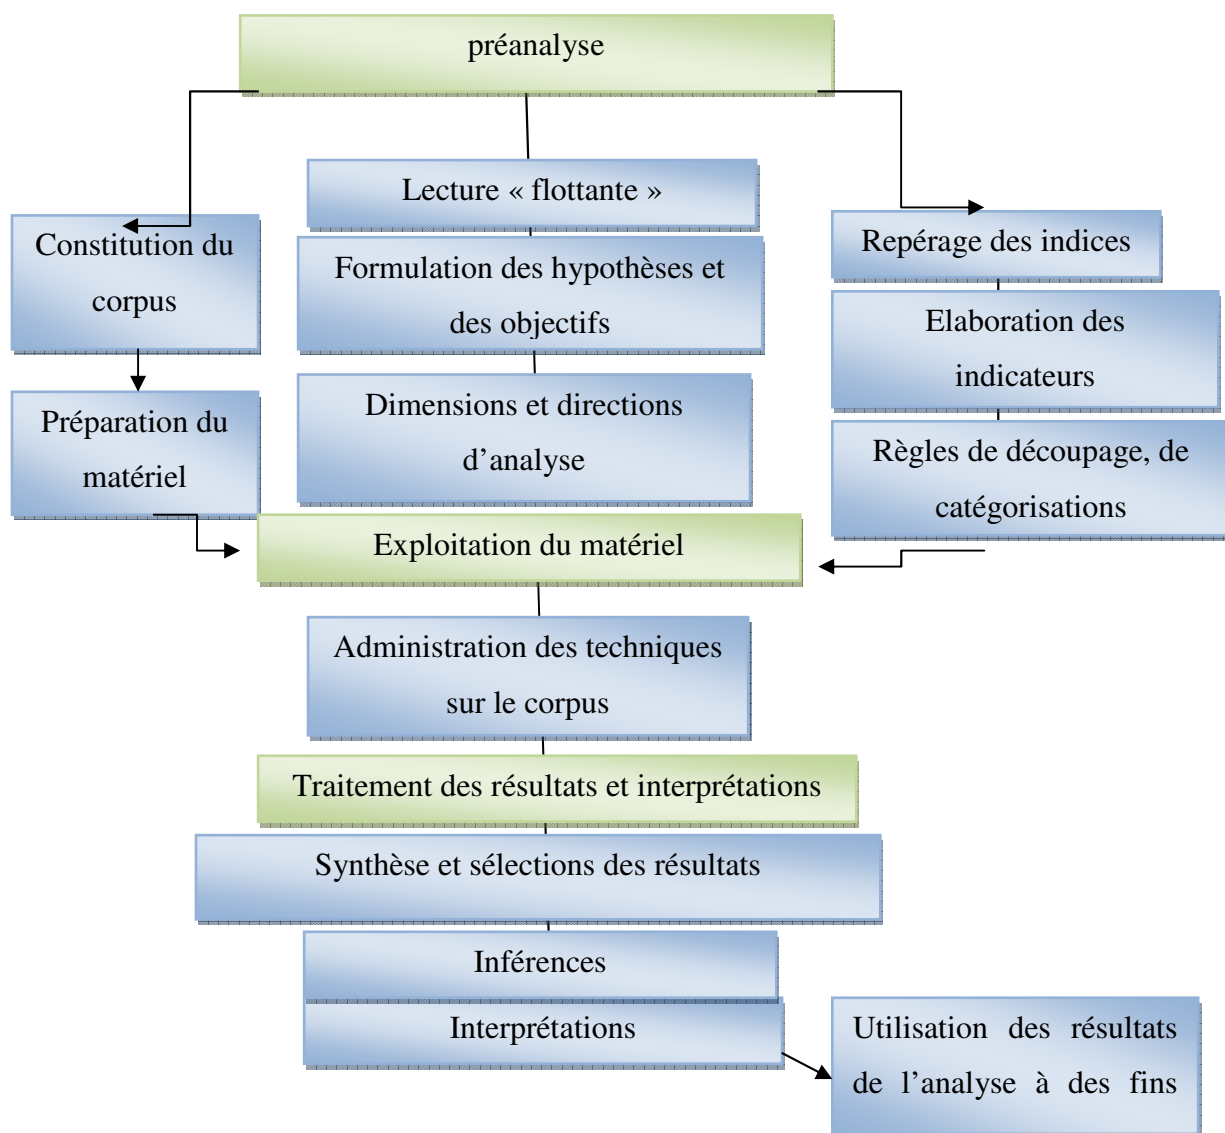 préanalyse
Lecture « flottante »
Constitution du
corpus
Repérage des indices
Formulation des hypothèses et
des objectifs
Elaboration des
indicateurs
Dimensions et directions
d’analyse
Préparation du
matériel
Règles de découpage, de
catégorisations
Exploitation du matériel
Administration des techniques
sur le corpus
Traitement des résultats et interprétations
Synthèse et sélections des résultats
Inférences
Interprétations
Utilisation des résultats
de l’analyse à des fins